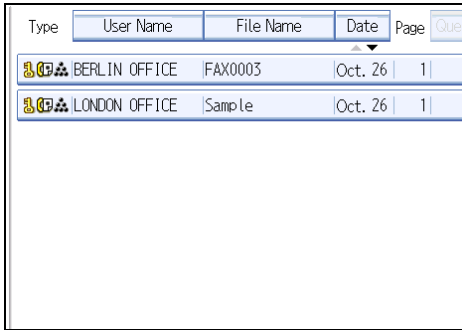 Type User Name File Name Date Page Que
BERLIN OFFICE FAX0003 Oct. 26 1
LONDON OFFICE Sample Oct. 26 1